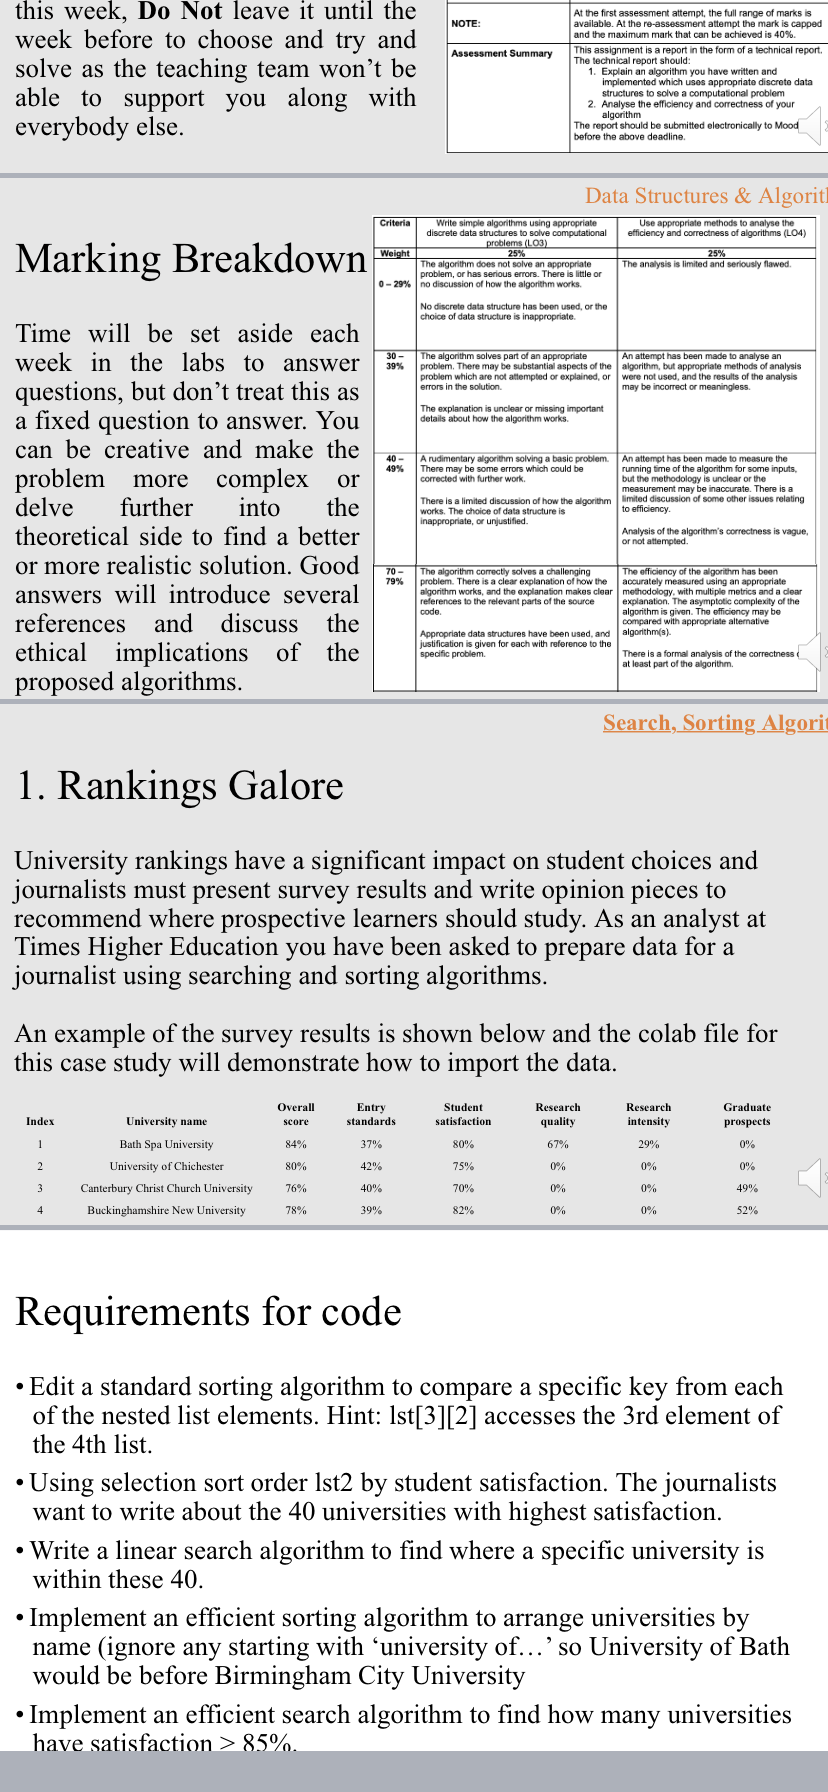 this week, Do Not leave it until the
week before to choose and try and
solve as the teaching team won't be
able to support you along with
everybody else.
NOTE:
At the first assessment attempt, the full range of marks is
available. At the re-assessment attempt the mark is capped
and the maximum mark that can be achieved is 40%.
Assessment Summary
This assignment is a report in the form of a technical report.
The technical report should:
1. Explain an algorithm you have written and
implemented which uses appropriate discrete data
structures to solve a computational problem
2. Analyse the efficiency and correctness of your
algorithm
The report should be submitted electronically to Mood
before the above deadline.
Data Structures & Algorit
Marking Breakdown
Time will be set aside each
week in the labs to answer
questions, but don't treat this as
a fixed question to answer. You
can be creative and make the
problem more complex or
delve further into the
theoretical side to find a better
or more realistic solution. Good
answers will introduce several
references and discuss the
ethical implications of the
proposed algorithms.
Criteria
Write simple algorithms using appropriate
discrete data structures to solve computational
problems (LO3)
Use appropriate methods to analyse the
efficiency and correctness of algorithms (LO4)
Weight 25% 25%
0 – 29%
The algorithm does not solve an appropriate
problem, or has serious errors. There is little or
no discussion of how the algorithm works.
No discrete data structure has been used, or the
choice of data structure is inappropriate.
The analysis is limited and seriously flawed.
30 –
39%
The algorithm solves part of an appropriate
problem. There may be substantial aspects of the
problem which are not attempted or explained, or
errors in the solution.
The explanation is unclear or missing important
details about how the algorithm works.
An attempt has been made to analyse an
algorithm, but appropriate methods of analysis
were not used, and the results of the analysis
may be incorrect or meaningless.
40 –
49%
A rudimentary algorithm solving a basic problem.
There may be some errors which could be
corrected with further work.
There is a limited discussion of how the algorithm
works. The choice of data structure is
inappropriate, or unjustified.
An attempt has been made to measure the
running time of the algorithm for some inputs,
but the methodology is unclear or the
measurement may be inaccurate. There is a
limited discussion of some other issues relating
to efficiency.
Analysis of the algorithm's correctness is vague,
or not attempted.
70 –
79%
The algorithm correctly solves a challenging
problem. There is a clear explanation of how the
algorithm works, and the explanation makes clear
references to the relevant parts of the source
code.
Appropriate data structures have been used, and
justification is given for each with reference to the
specific problem.
The efficiency of the algorithm has been
accurately measured using an appropriate
methodology, with multiple metrics and a clear
explanation. The asymptotic complexity of the
algorithm is given. The efficiency may be
compared with appropriate alternative
algorithm(s).
There is a formal analysis of the correctness
at least part of the algorithm.
Search, Sorting Algorit
1. Rankings Galore
University rankings have a significant impact on student choices and
journalists must present survey results and write opinion pieces to
recommend where prospective learners should study. As an analyst at
Times Higher Education you have been asked to prepare data for a
journalist using searching and sorting algorithms.
An example of the survey results is shown below and the colab file for
this case study will demonstrate how to import the data.
Index University name Overall score Entry standards Student satisfaction Research quality Research intensity Graduate prospects
1 Bath Spa University 84% 37% 80% 67% 29% 0%
2 University of Chichester 80% 42% 75% 0% 0% 0%
3 Canterbury Christ Church University 76% 40% 70% 0% 0% 49%
4 Buckinghamshire New University 78% 39% 82% 0% 0% 52%
Requirements for code
• Edit a standard sorting algorithm to compare a specific key from each
of the nested list elements. Hint: lst[3][2] accesses the 3rd element of
the 4th list.
• Using selection sort order lst2 by student satisfaction. The journalists
want to write about the 40 universities with highest satisfaction.
• Write a linear search algorithm to find where a specific university is
within these 40.
• Implement an efficient sorting algorithm to arrange universities by
name (ignore any starting with 'university of…' so University of Bath
would be before Birmingham City University
• Implement an efficient search algorithm to find how many universities
have satisfaction > 85%.